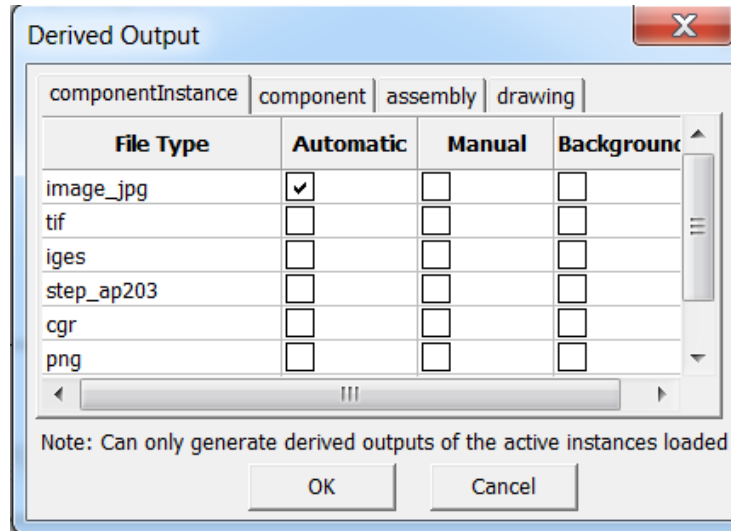 Derived Output
componentInstance component assembly drawing
File Type Automatic Manual Background
image_jpg
tif
iges
step_ap203
cgr
png
Note: Can only generate derived outputs of the active instances loaded
OK Cancel